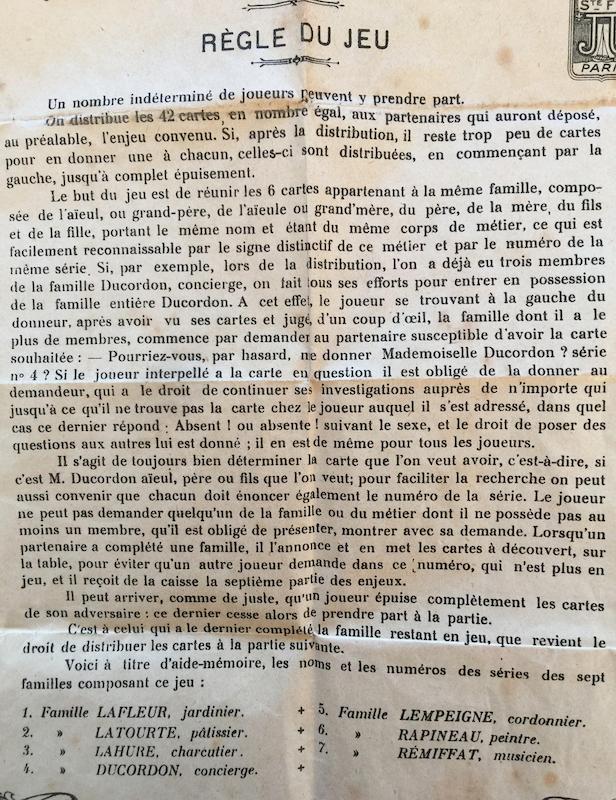 STE F
PARI
RÈGLE DU JEU
Un nombre indéterminé de joueurs peuvent y prendre part.
On distribue les 42 cartes, en nombre égal, aux partenaires qui auront déposé,
au préalable, l'enjeu convenu. Si, après la distribution, il reste trop peu de cartes
pour en donner une à chacun, celles-ci sont distribuées, en commençant par la
gauche, jusqu'à complet épuisement.
Le but du jeu est de réunir les 6 cartes appartenant à la même famille, compo-
sée de l'aïeul, ou grand-père, de l'aïeule ou grand'mère, du père, de la mère, du fils
et de la fille, portant le même nom et étant du même corps de métier, ce qui est
facilement reconnaissable par le signe distinctif de ce métier et par le numéro de la
même série. Si, par exemple, lors de la distribution, l'on a déjà eu trois membres
de la famille Ducordon, concierge, on fait tous ses efforts pour entrer en possession
de la famille entière Ducordon. A cet effet, le joueur se trouvant à la gauche du
donneur, après avoir vu ses cartes et jugé, d'un coup d'œil, la famille dont il a le
plus de membres, commence par demander au partenaire susceptible d'avoir la carte
souhaitée : — Pourriez-vous, par hasard, me donner Mademoiselle Ducordon ? série
nº 4 ? Si le joueur interpellé a la carte en question il est obligé de la donner au
demandeur, qui a le droit de continuer ses investigations auprès de n'importe qui
jusqu'à ce qu'il ne trouve pas la carte chez le joueur auquel il s'est adressé, dans quel
cas ce dernier répond : Absent ! ou absente ! suivant le sexe, et le droit de poser des
questions aux autres lui est donné ; il en est de même pour tous les joueurs.
Il s'agit de toujours bien déterminer la carte que l'on veut avoir, c'est-à-dire, si
c'est M. Ducordon aïeul, père ou fils que l'on veut; pour faciliter la recherche on peut
aussi convenir que chacun doit énoncer également le numéro de la série. Le joueur
ne peut pas demander quelqu'un de la famille ou du métier dont il ne possède pas au
moins un membre, qu'il est obligé de présenter, montrer avec sa demande. Lorsqu'un
partenaire a complété une famille, il l'annonce et en met les cartes à découvert, sur
la table, pour éviter qu'un autre joueur demande dans ce numéro, qui n'est plus en
jeu, et il reçoit de la caisse la septième partie des enjeux.
Il peut arriver, comme de juste, qu'un joueur épuise complètement les cartes
de son adversaire : ce dernier cesse alors de prendre part à la partie.
C'est à celui qui a le dernier complété la famille restant en jeu, que revient le
droit de distribuer les cartes à la partie suivante.
Voici à titre d'aide-mémoire, les noms et les numéros des séries des sept
familles composant ce jeu :
1. Famille LAFLEUR, jardinier.
2. » LATOURTE, pâtissier.
3. » LAHURE, charcutier.
4. » DUCORDON, concierge.
5. Famille LEMPEIGNE, cordonnier.
6. » RAPINEAU, peintre.
7. » RÉMIFFAT, musicien.